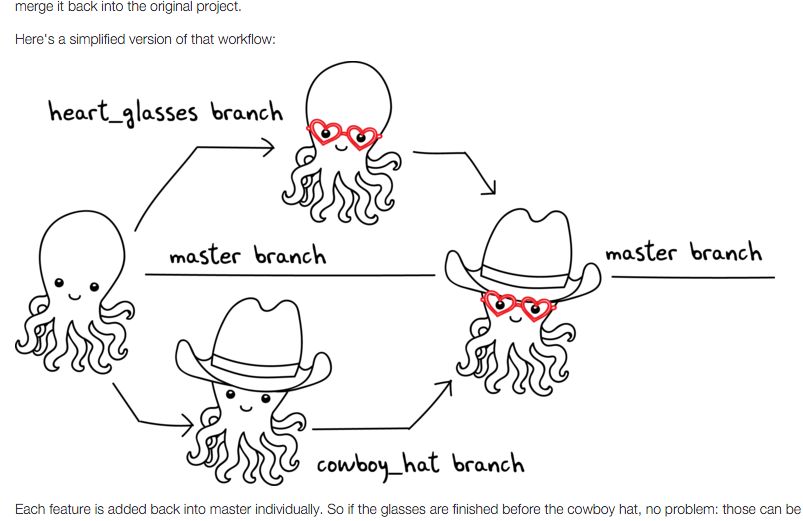 merge it back into the original project.
Here's a simplified version of that workflow:
heart_glasses branch
master branch
master branch
cowboy_hat branch
Each feature is added back into master individually. So if the glasses are finished before the cowboy hat, no problem: those can be